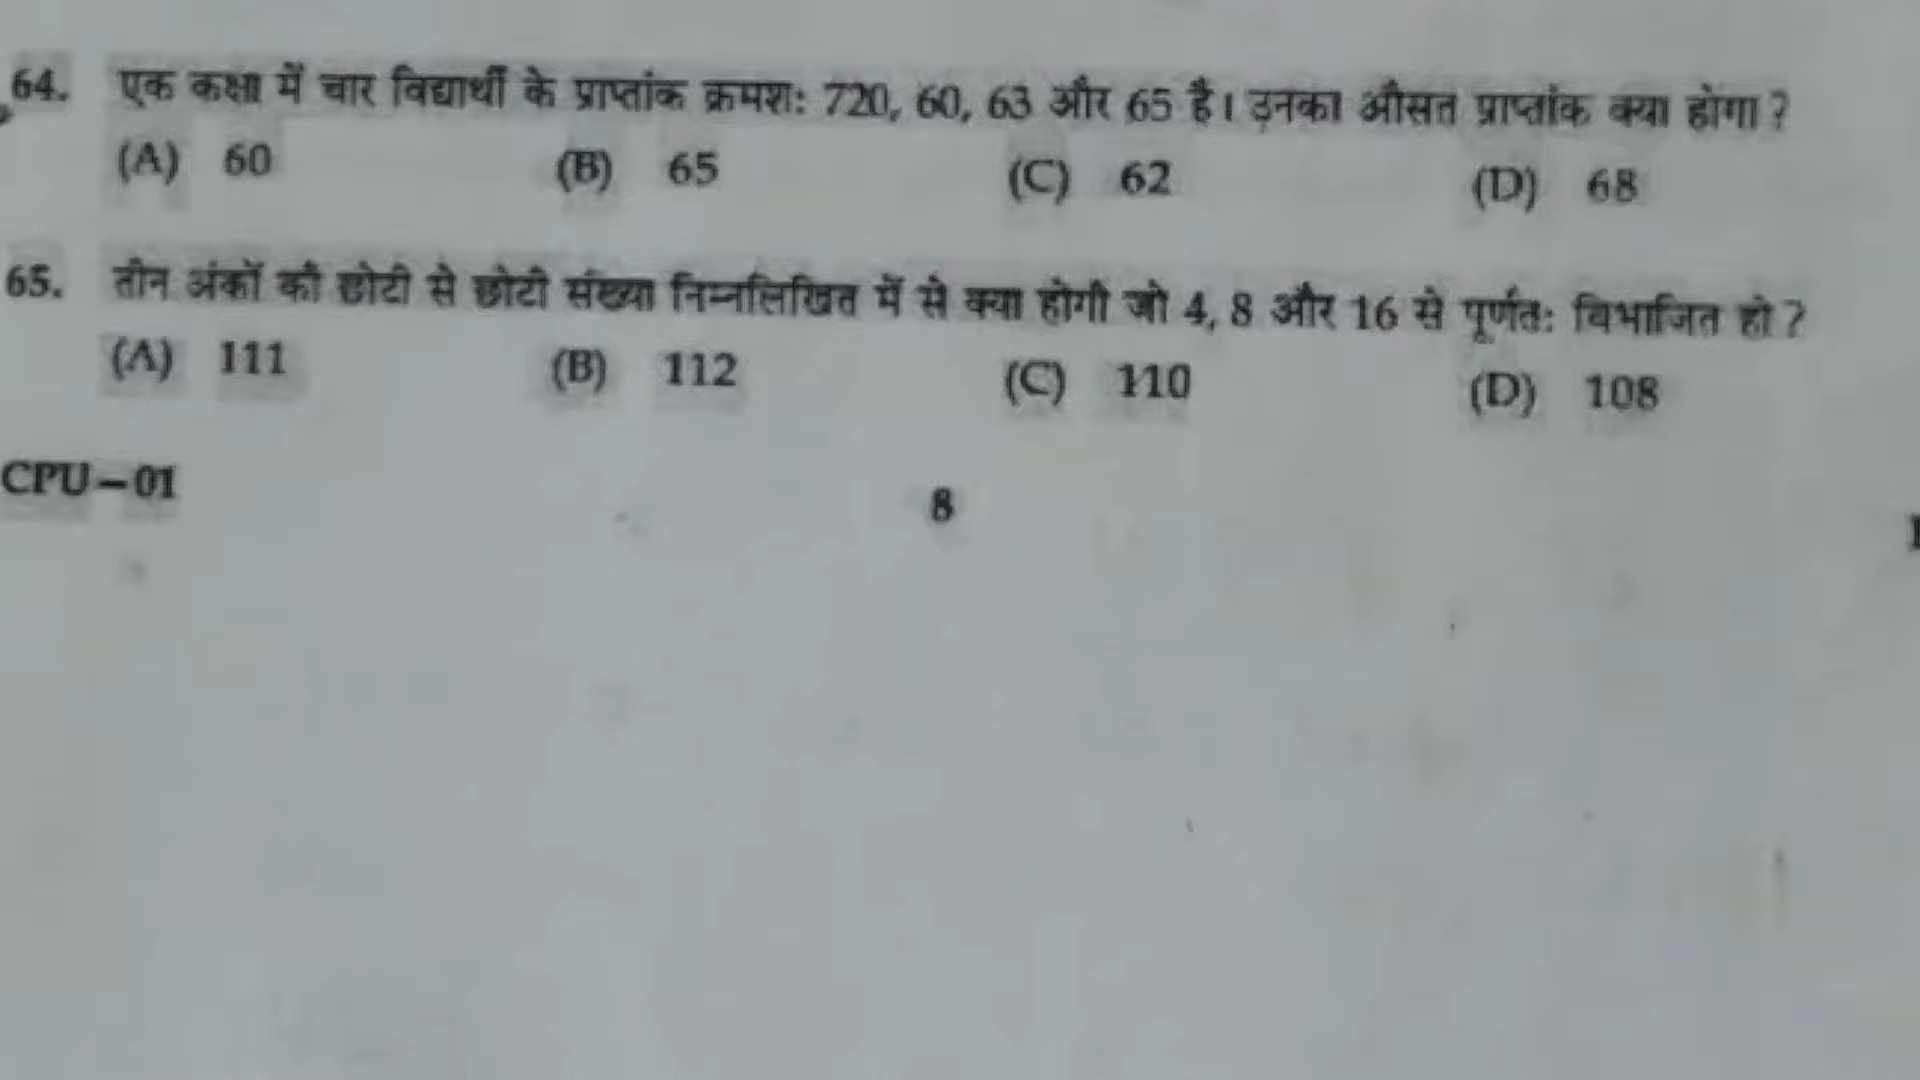 64. एक कक्षा में चार विद्यार्थी के प्राप्तांक क्रमशः 720, 60, 63 और 65 है। उनका औसत प्राप्तांक क्या होगा ?
(A) 60 (B) 65 (C) 62 (D) 68
65. तीन अंकों की छोटी से छोटी संख्या निम्नलिखित में से क्या होगी जो 4, 8 और 16 से पूर्णतः विभाजित हो ?
(A) 111 (B) 112 (C) 110 (D) 108
CPU-01 8